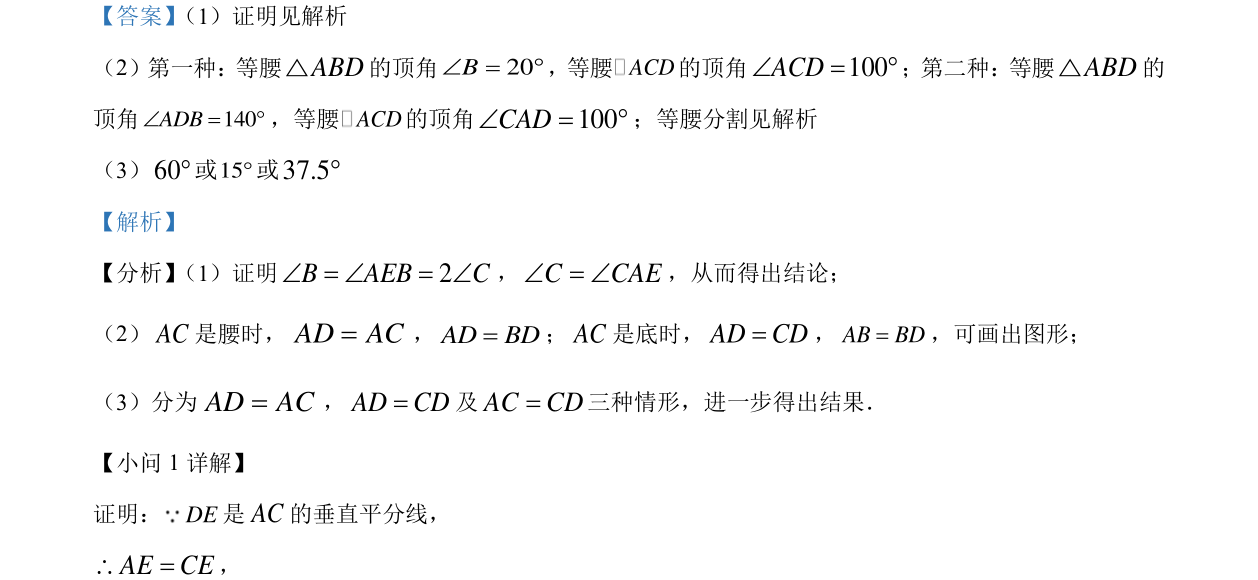 【答案】（1）证明见解析
（2）第一种：等腰△ABD的顶角∠B = 20°，等腰□ACD的顶角∠ACD = 100°；第二种：等腰△ABD的
顶角∠ADB = 140°，等腰□ACD的顶角∠CAD = 100°；等腰分割见解析
（3）60°或15°或37.5°
【解析】
【分析】（1）证明∠B = ∠AEB = 2∠C，∠C = ∠CAE，从而得出结论；
（2）AC是腰时，AD = AC，AD = BD；AC是底时，AD = CD，AB = BD，可画出图形；
（3）分为AD = AC，AD = CD及AC = CD三种情形，进一步得出结果．
【小问1详解】
证明：∵DE是AC的垂直平分线，
∴AE = CE，